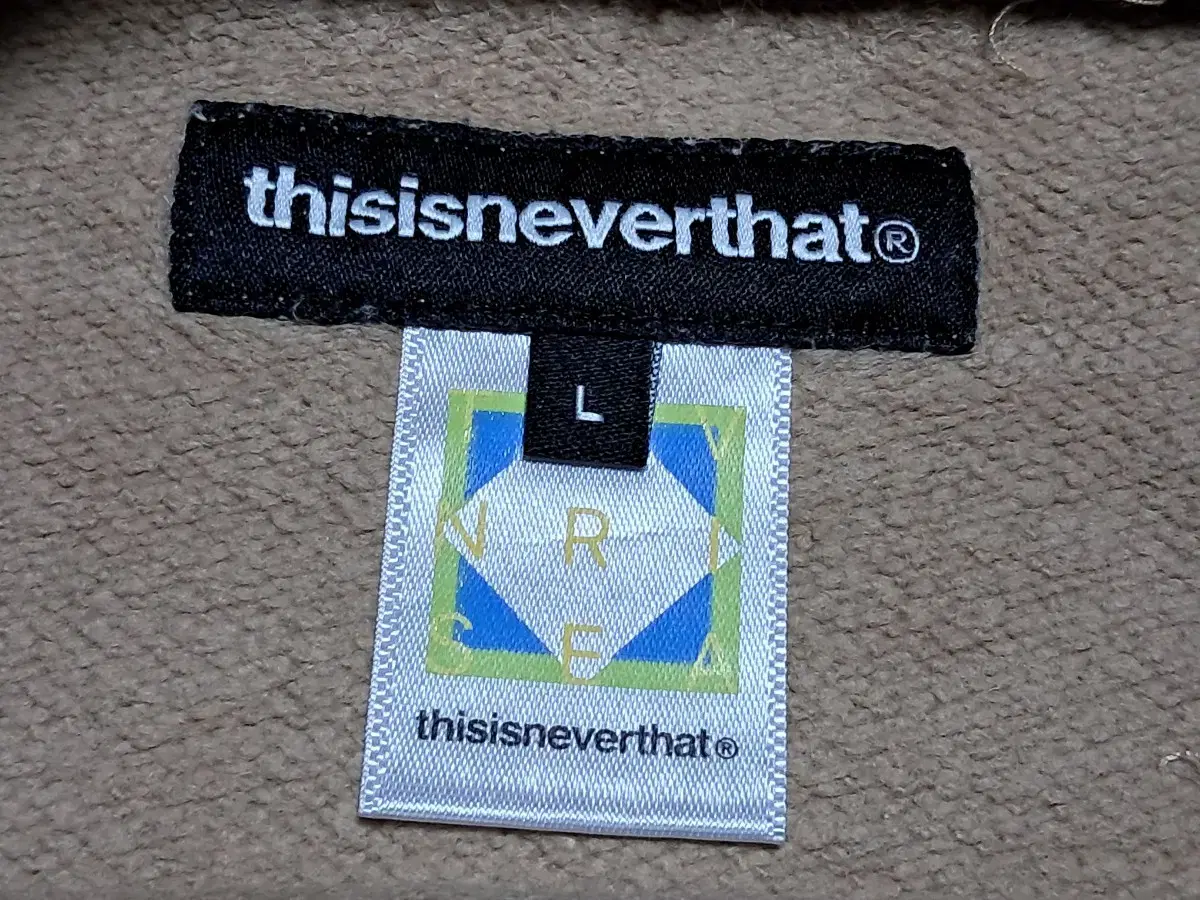 thisisneverthat®
L
Y
N R I
S E A
thisisneverthat®